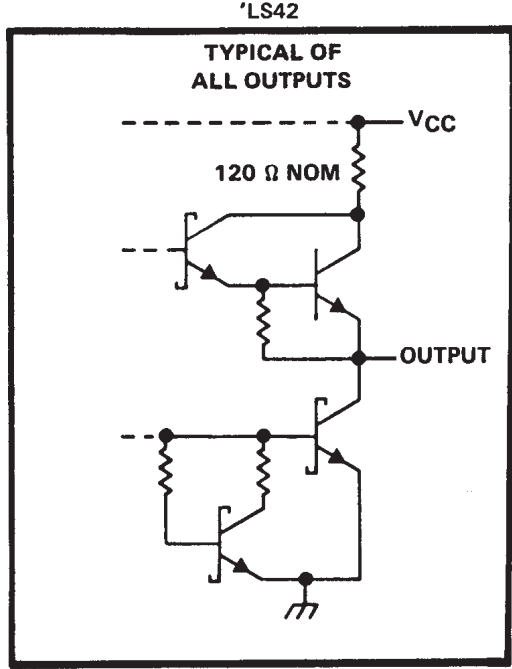 'LS42
TYPICAL OF
ALL OUTPUTS
VCC
120 Ω NOM
OUTPUT